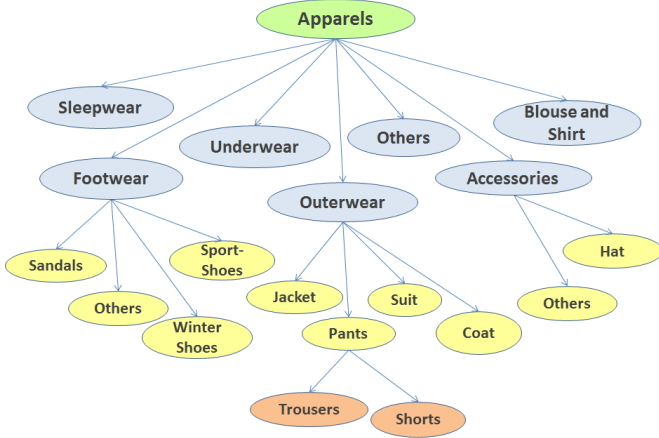 Apparels
Sleepwear
Underwear
Others
Blouse and
Shirt
Footwear
Outerwear
Accessories
Sandals
Others
Winter
Shoes
Sport-
Shoes
Jacket
Pants
Suit
Coat
Others
Hat
Trousers
Shorts